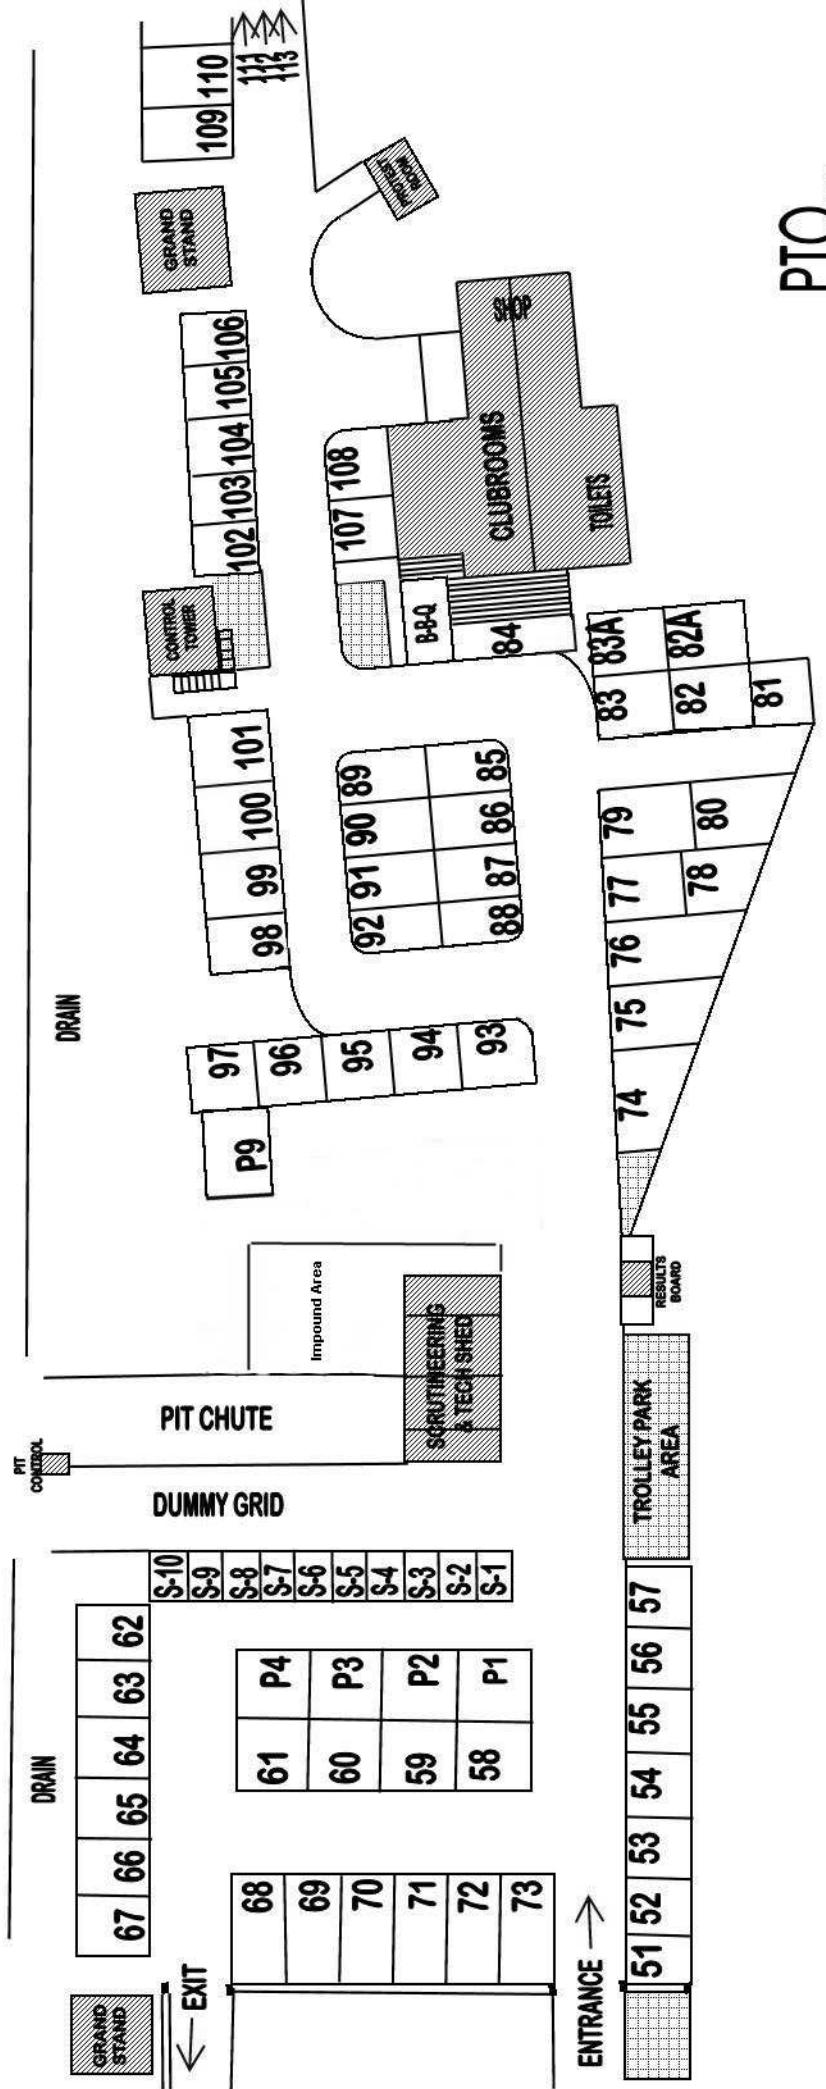 GRAND
STAND
EXIT
67
66
65
64
63
62
DRAIN
68
69
70
71
72
73
61
60
59
58
P4
P3
P2
P1
S-10
S-9
S-8
S-7
S-6
S-5
S-4
S-3
S-2
S-1
ENTRANCE
51
52
53
54
55
56
57
PIT
CONTROL
DUMMY GRID
PIT CHUTE
SCRUTINEERING
& TECH SHED
Impound Area
TROLLEY PARK
AREA
RESULTS
BOARD
DRAIN
P9
97
96
95
94
93
98
99
100
101
92
91
90
89
88
87
86
85
74
75
76
77
78
79
80
81
82
83
82A
83A
84
B-B-Q
CONTROL
TOWER
102
103
104
105
106
107
108
CLUBROOMS
TOILETS
SHOP
GRAND
STAND
PROTEST
ROOM
109
110
111
112
113
PTO